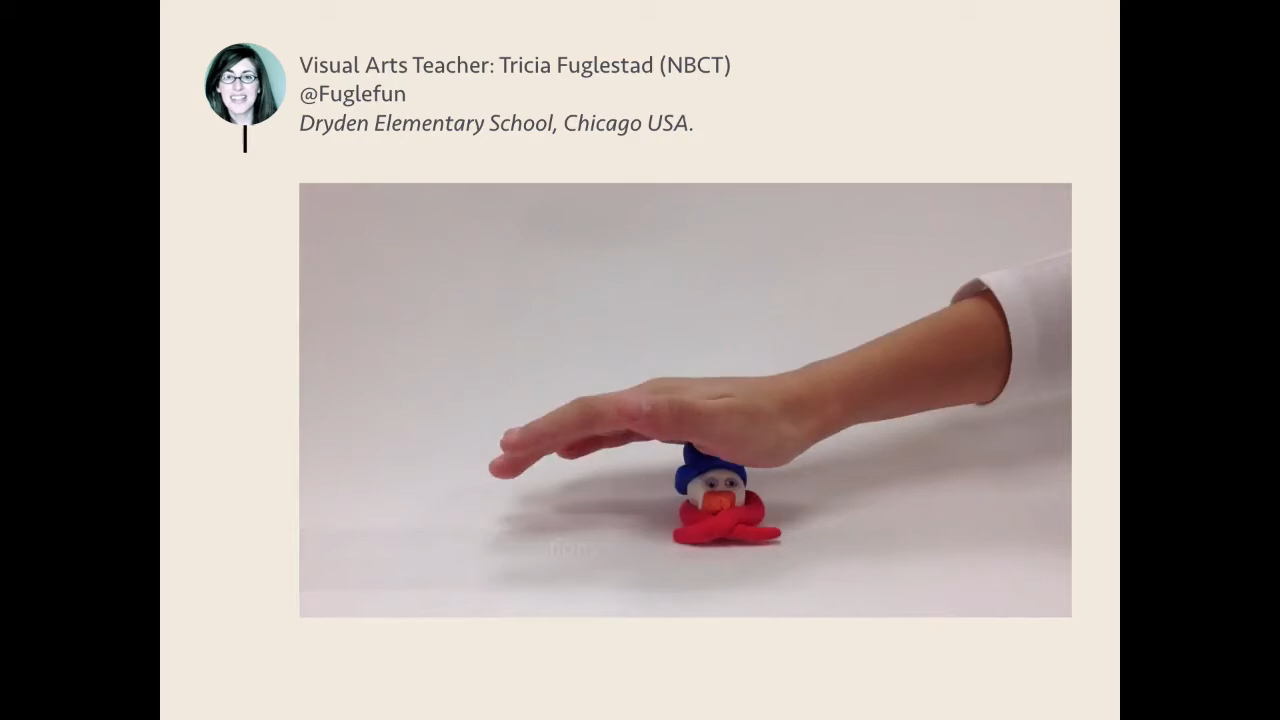 Visual Arts Teacher: Tricia Fuglestad (NBCT)
@Fuglefun
Dryden Elementary School, Chicago USA.